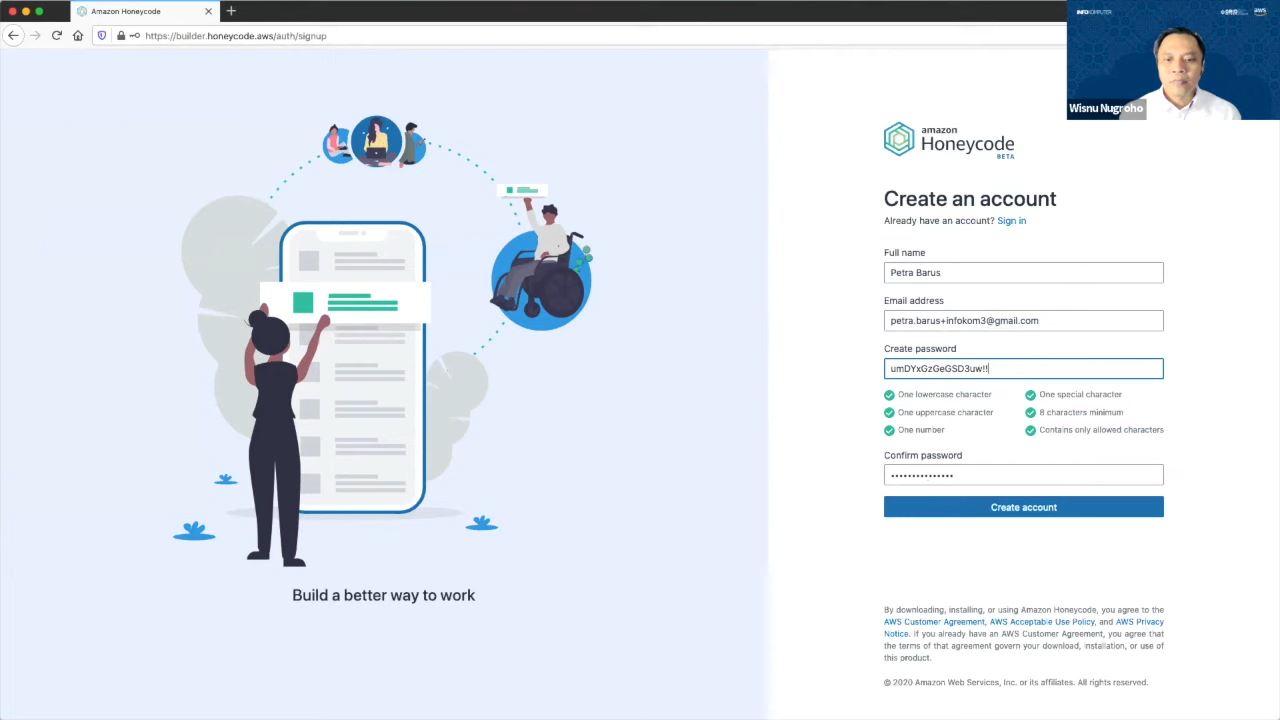 Amazon Honeycode
https://builder.honeycode.aws/auth/signup
INFOKOMPUTER
GRID
aws
Wisnu Nugroho
amazon
Honeycode
BETA
Create an account
Already have an account? Sign in
Full name
Petra Barus
Email address
petra.barus+infokom3@gmail.com
Create password
umDYxGzGeGSD3uw!!
One lowercase character
One special character
One uppercase character
8 characters minimum
One number
Contains only allowed characters
Confirm password
Create account
Build a better way to work
By downloading, installing, or using Amazon Honeycode, you agree to the
AWS Customer Agreement, AWS Acceptable Use Policy, and AWS Privacy
Notice. If you already have an AWS Customer Agreement, you agree that
the terms of that agreement govern your download, installation, or use of
this product.
© 2020 Amazon Web Services, Inc. or its affiliates. All rights reserved.